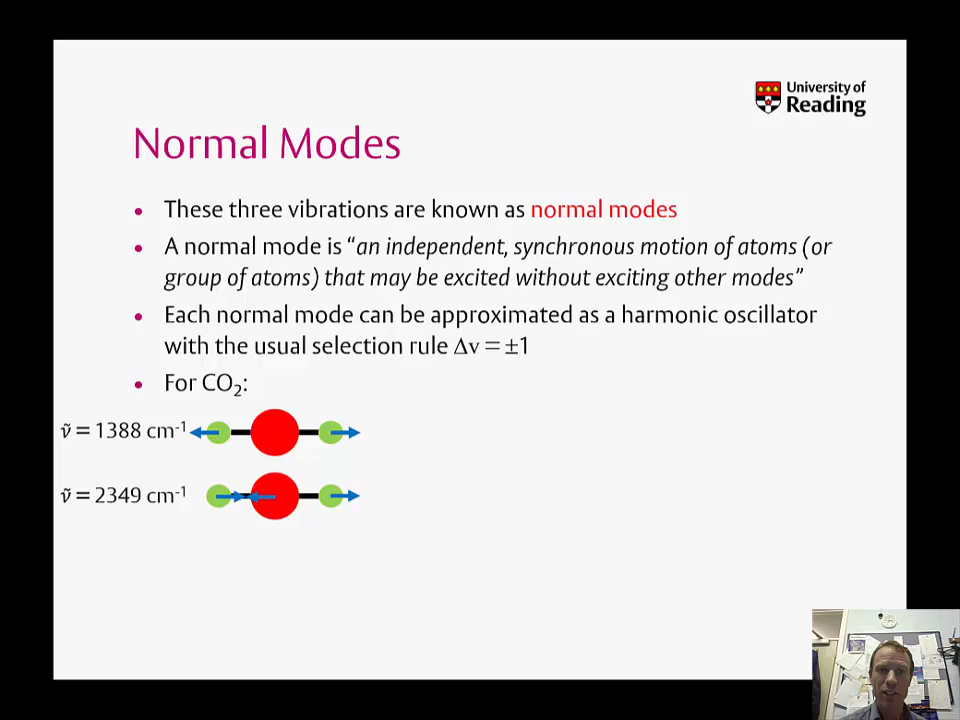 University of
Reading
Normal Modes
• These three vibrations are known as normal modes
• A normal mode is “an independent, synchronous motion of atoms (or
group of atoms) that may be excited without exciting other modes”
• Each normal mode can be approximated as a harmonic oscillator
with the usual selection rule Δv = ±1
• For CO₂:
ν̃ = 1388 cm⁻¹
ν̃ = 2349 cm⁻¹